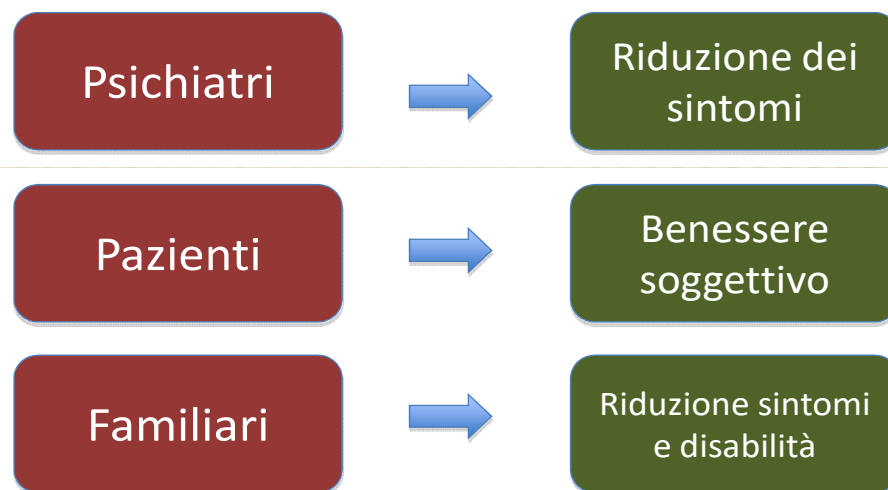 Psichiatri
Riduzione dei
sintomi
Pazienti
Benessere
soggettivo
Familiari
Riduzione sintomi
e disabilità